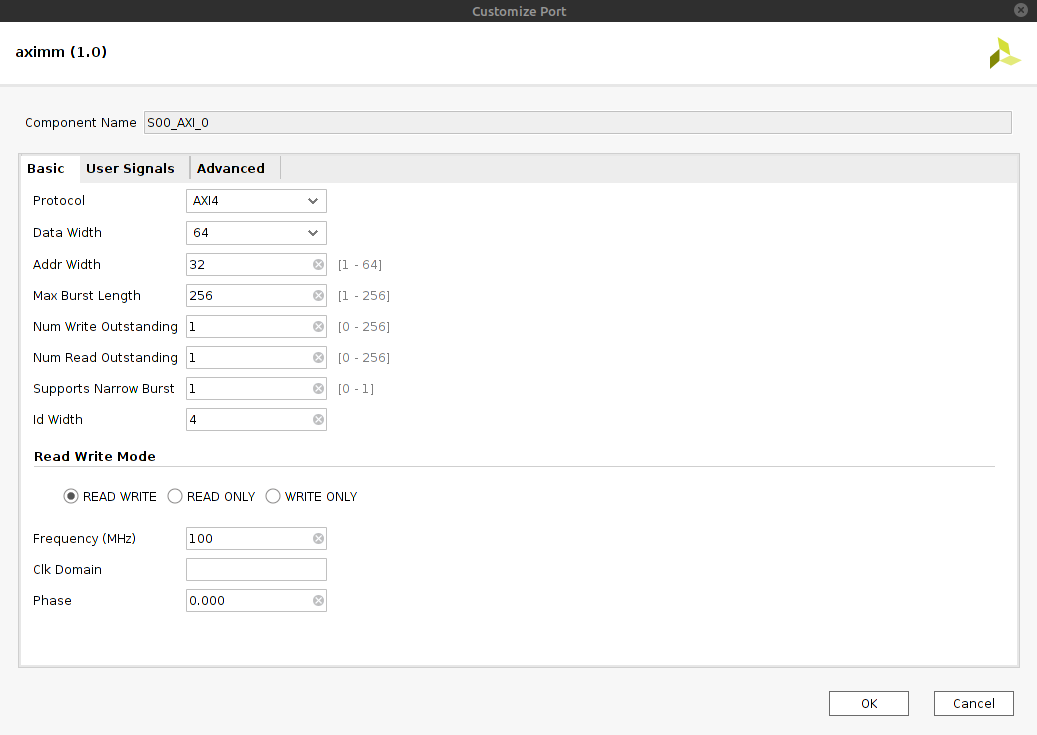 Customize Port
aximm (1.0)
Component Name S00_AXI_0
Basic User Signals Advanced
Protocol AXI4
Data Width 64
Addr Width 32 [1 - 64]
Max Burst Length 256 [1 - 256]
Num Write Outstanding 1 [0 - 256]
Num Read Outstanding 1 [0 - 256]
Supports Narrow Burst 1 [0 - 1]
Id Width 4
Read Write Mode
READ WRITE READ ONLY WRITE ONLY
Frequency (MHz) 100
Clk Domain
Phase 0.000
OK Cancel